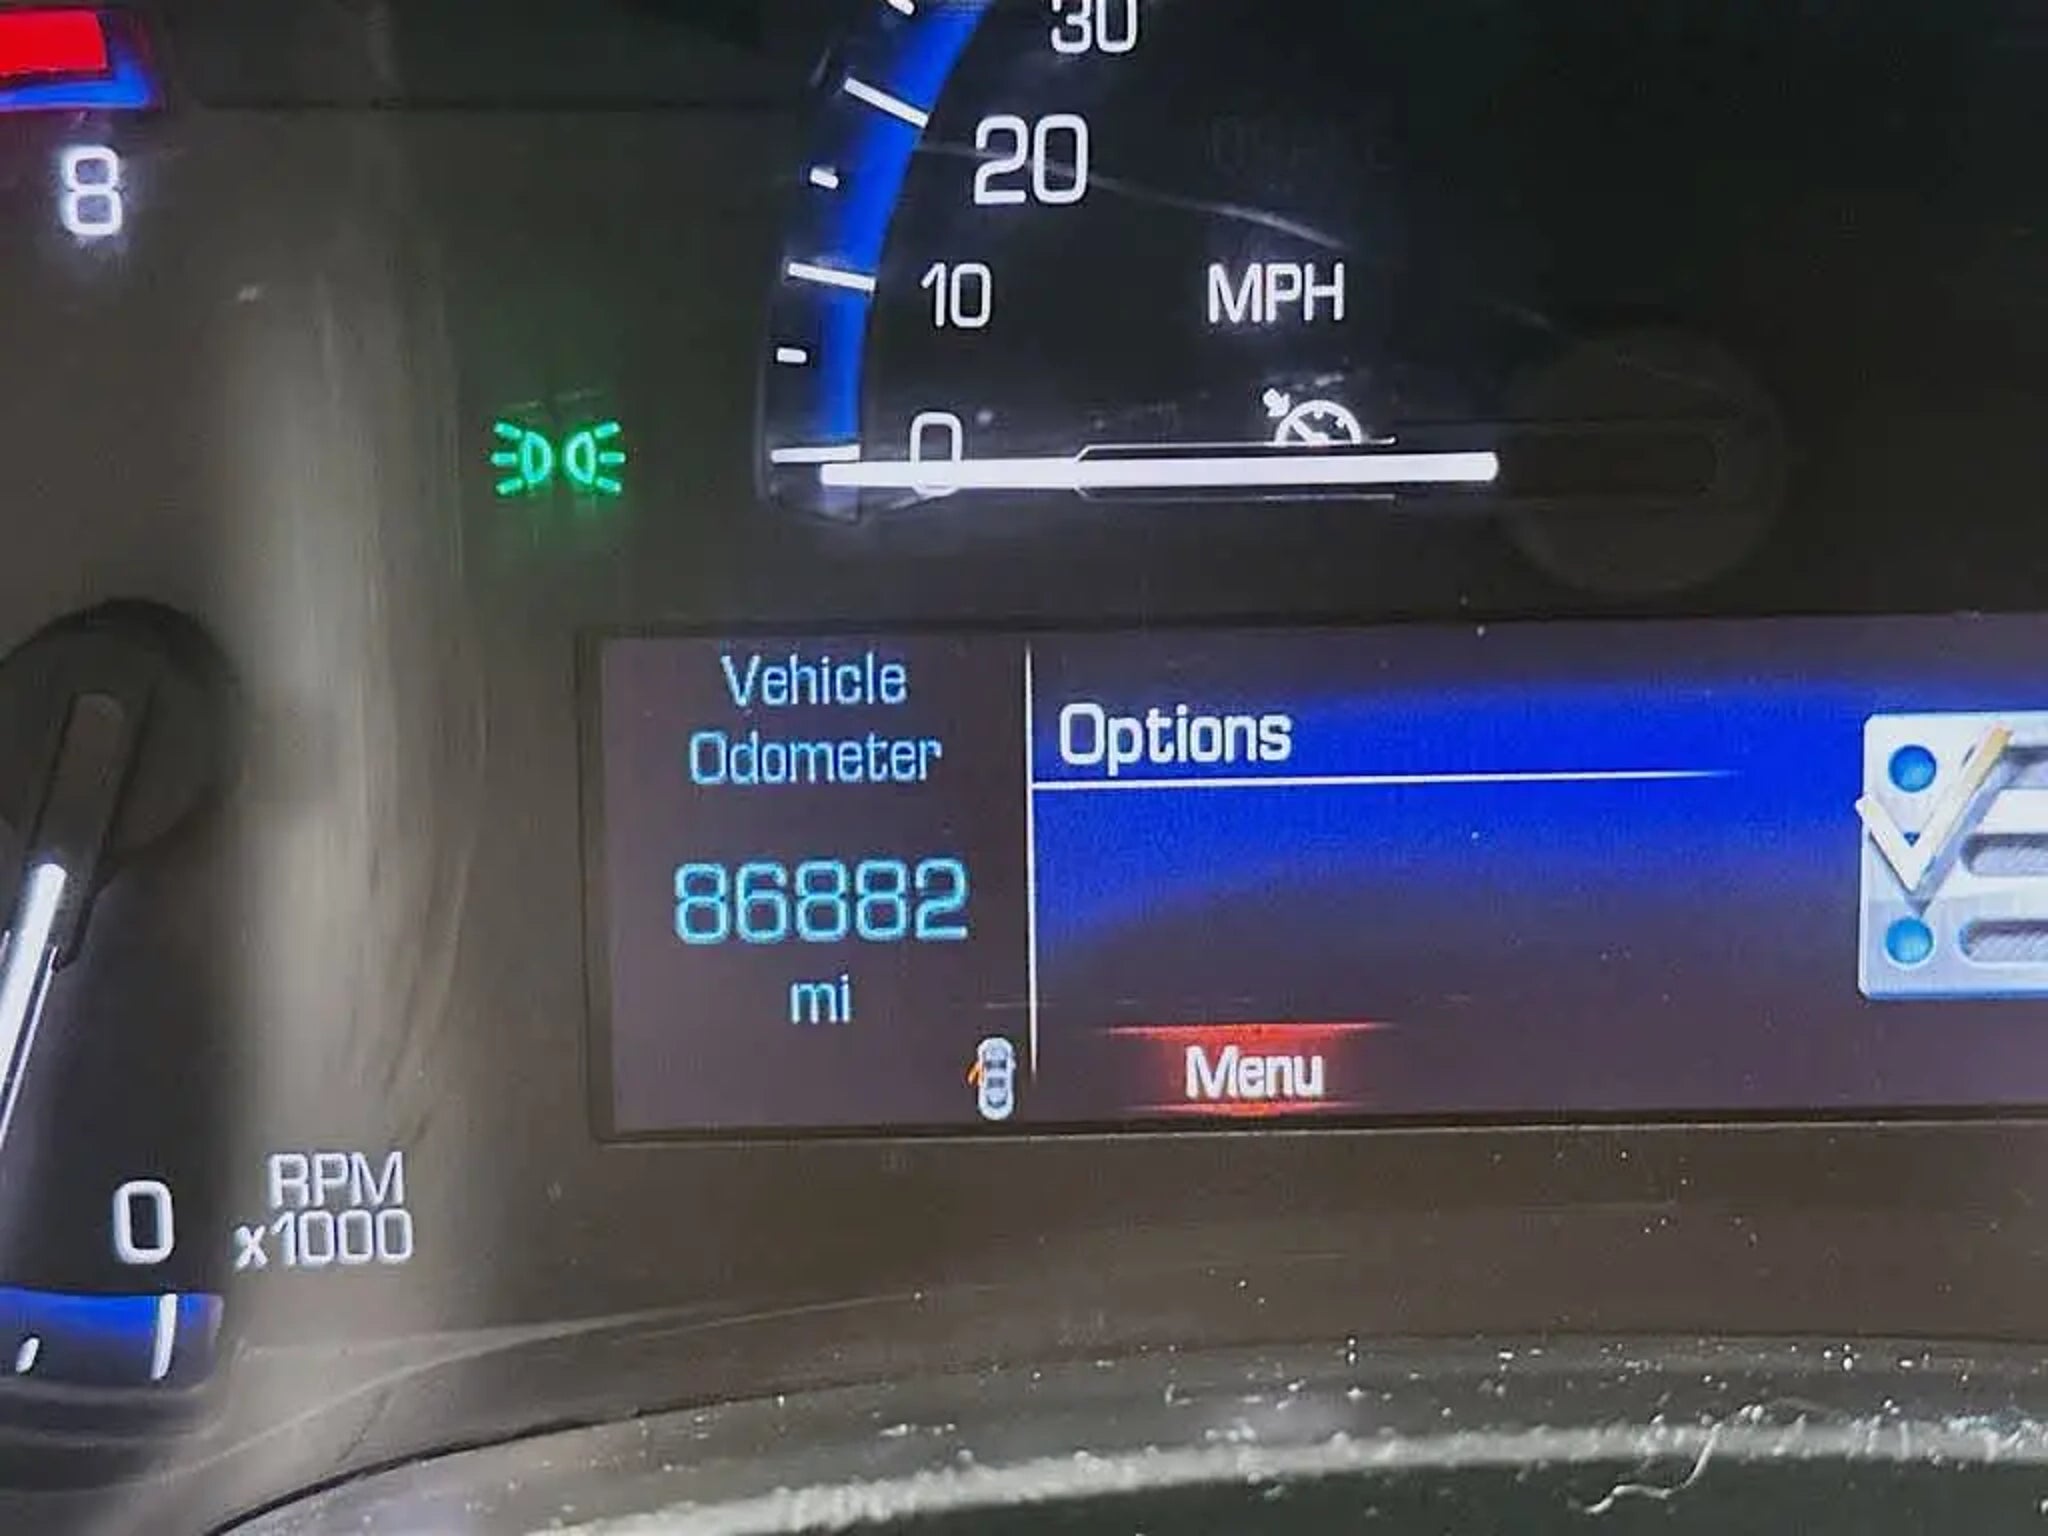 30
20
10
0
MPH
8
Vehicle
Odometer
86882
mi
Options
Menu
0
RPM
x1000